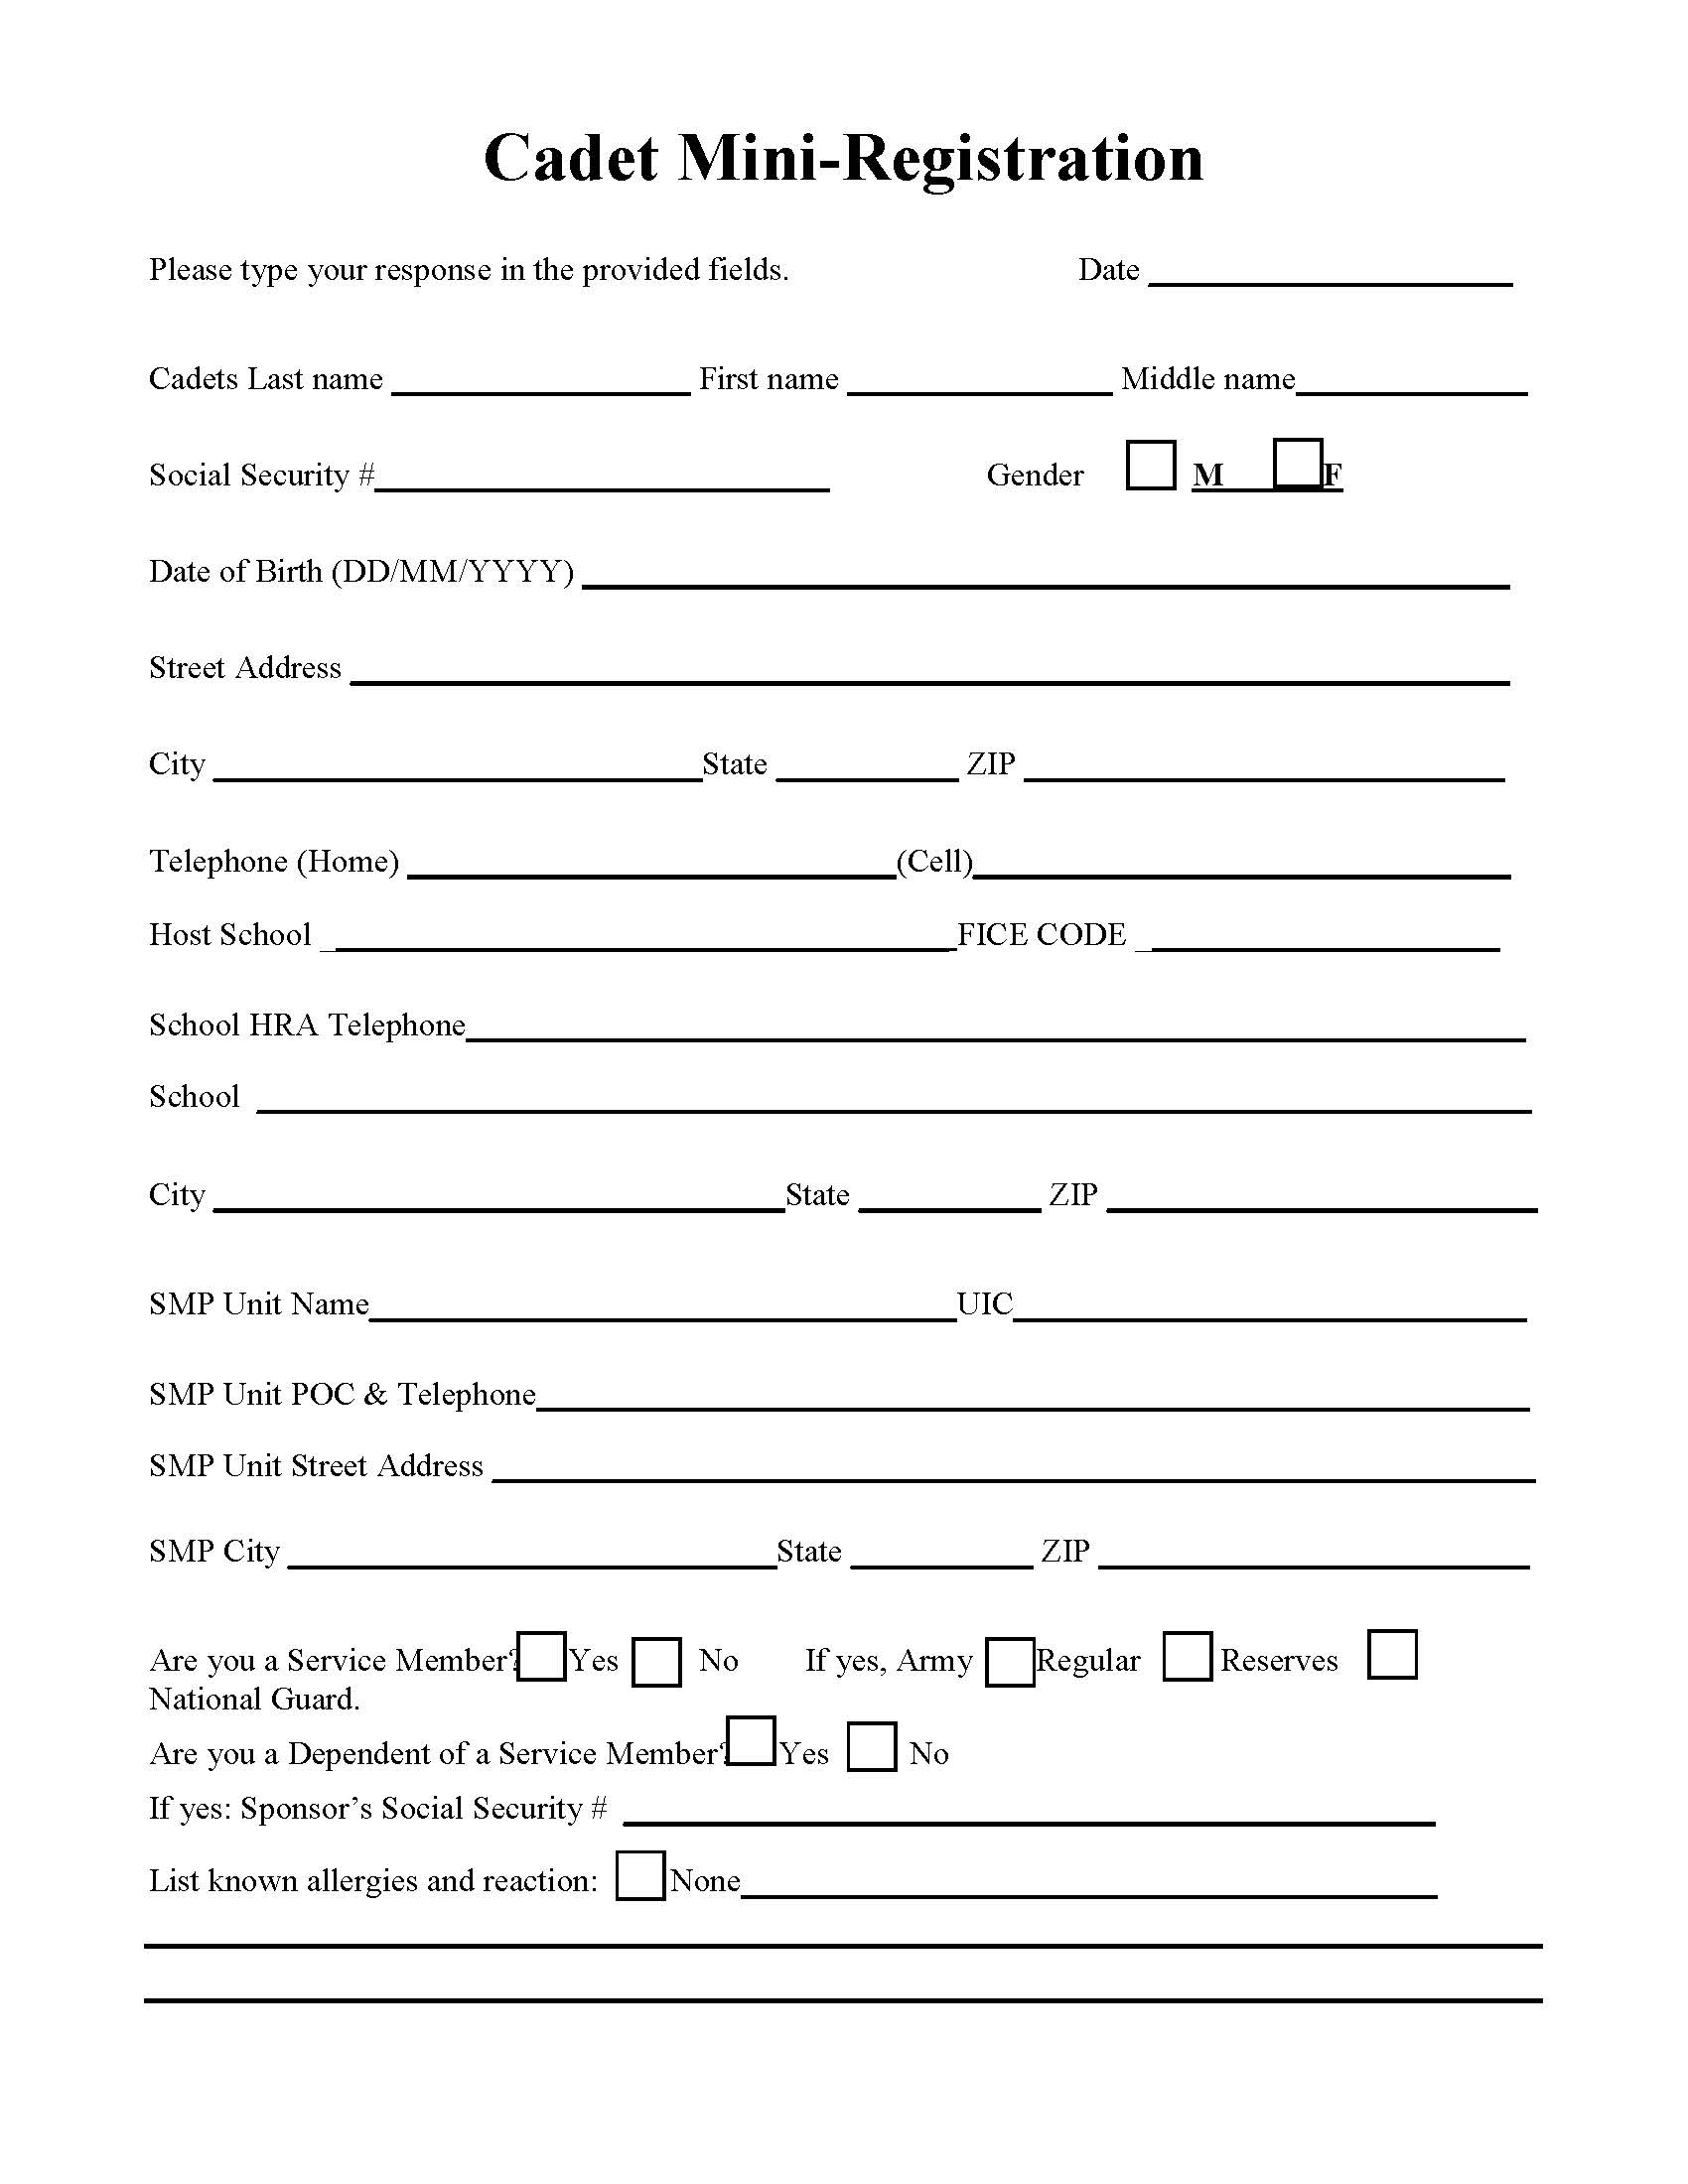 Cadet Mini-Registration
Please type your response in the provided fields. Date
Cadets Last name First name Middle name
Social Security # Gender M F
Date of Birth (DD/MM/YYYY)
Street Address
City State ZIP
Telephone (Home) (Cell)
Host School FICE CODE
School HRA Telephone
School
City State ZIP
SMP Unit Name UIC
SMP Unit POC & Telephone
SMP Unit Street Address
SMP City State ZIP
Are you a Service Member? Yes No If yes, Army Regular Reserves
National Guard.
Are you a Dependent of a Service Member? Yes No
If yes: Sponsor’s Social Security #
List known allergies and reaction: None